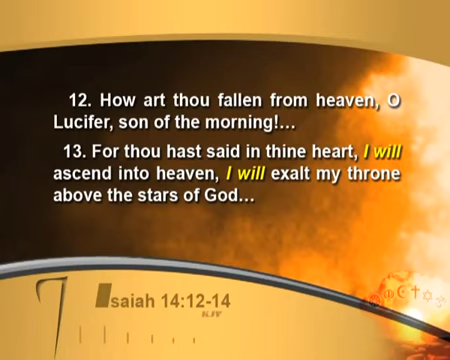 12. How art thou fallen from heaven, O
Lucifer, son of the morning!...
13. For thou hast said in thine heart, I will
ascend into heaven, I will exalt my throne
above the stars of God...
Isaiah 14:12-14
KJV